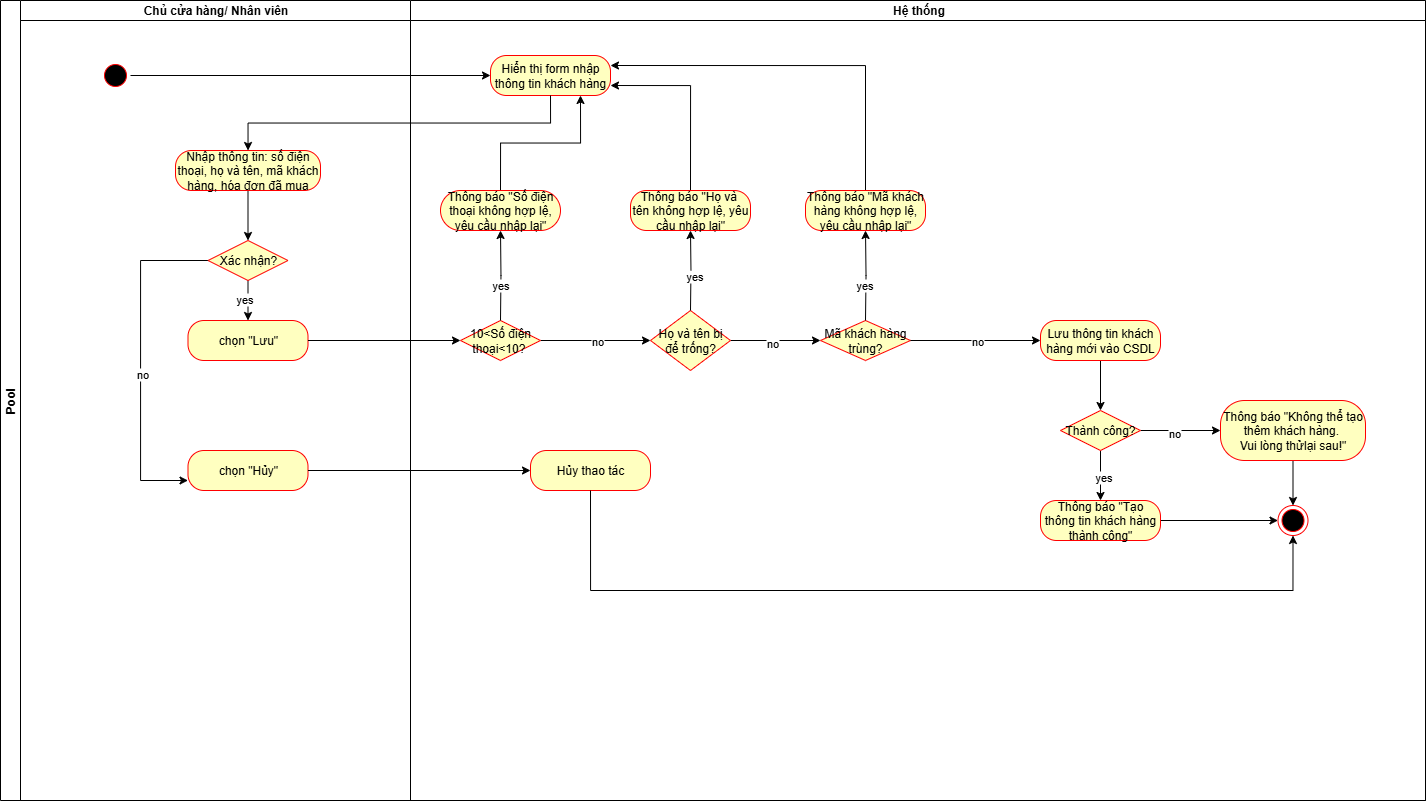 Chủ cửa hàng/ Nhân viên
Hệ thống
Pool
Hiển thị form nhập
thông tin khách hàng
Nhập thông tin: số điện
thoại, họ và tên, mã khách
hàng, hóa đơn đã mua
Thông báo "Số điện
thoại không hợp lệ,
yêu cầu nhập lại"
Thông báo "Họ và
tên không hợp lệ, yêu
cầu nhập lại"
Thông báo "Mã khách
hàng không hợp lệ,
yêu cầu nhập lại"
Xác nhận?
yes
yes
yes
yes
chọn "Lưu"
10<Số điện
thoại<10?
no
Họ và tên bị
để trống?
no
Mã khách hàng
trùng?
no
Lưu thông tin khách
hàng mới vào CSDL
no
Thành công?
no
Thông báo "Không thể tạo
thêm khách hàng.
Vui lòng thửlại sau!"
yes
chọn "Hủy"
Hủy thao tác
Thông báo "Tạo
thông tin khách hàng
thành công"